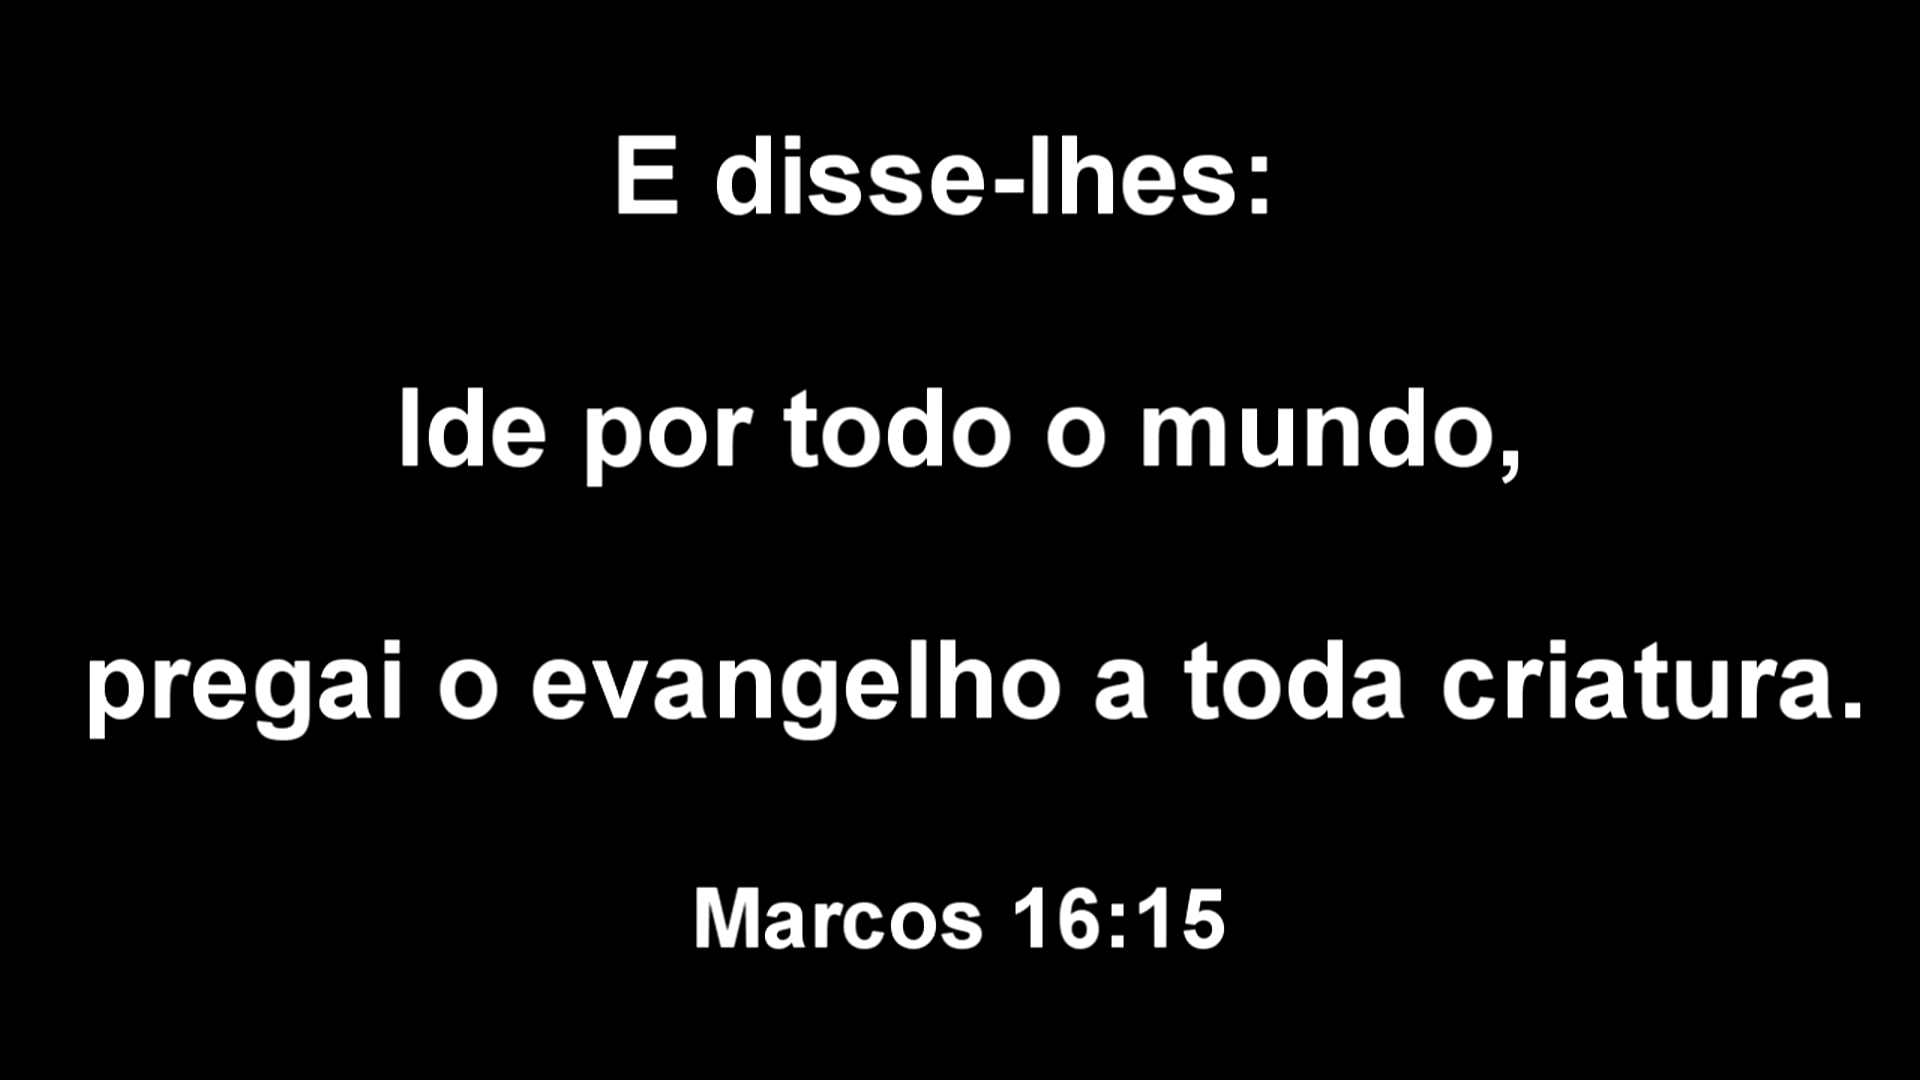 E disse-lhes:
Ide por todo o mundo,
pregai o evangelho a toda criatura.
Marcos 16:15